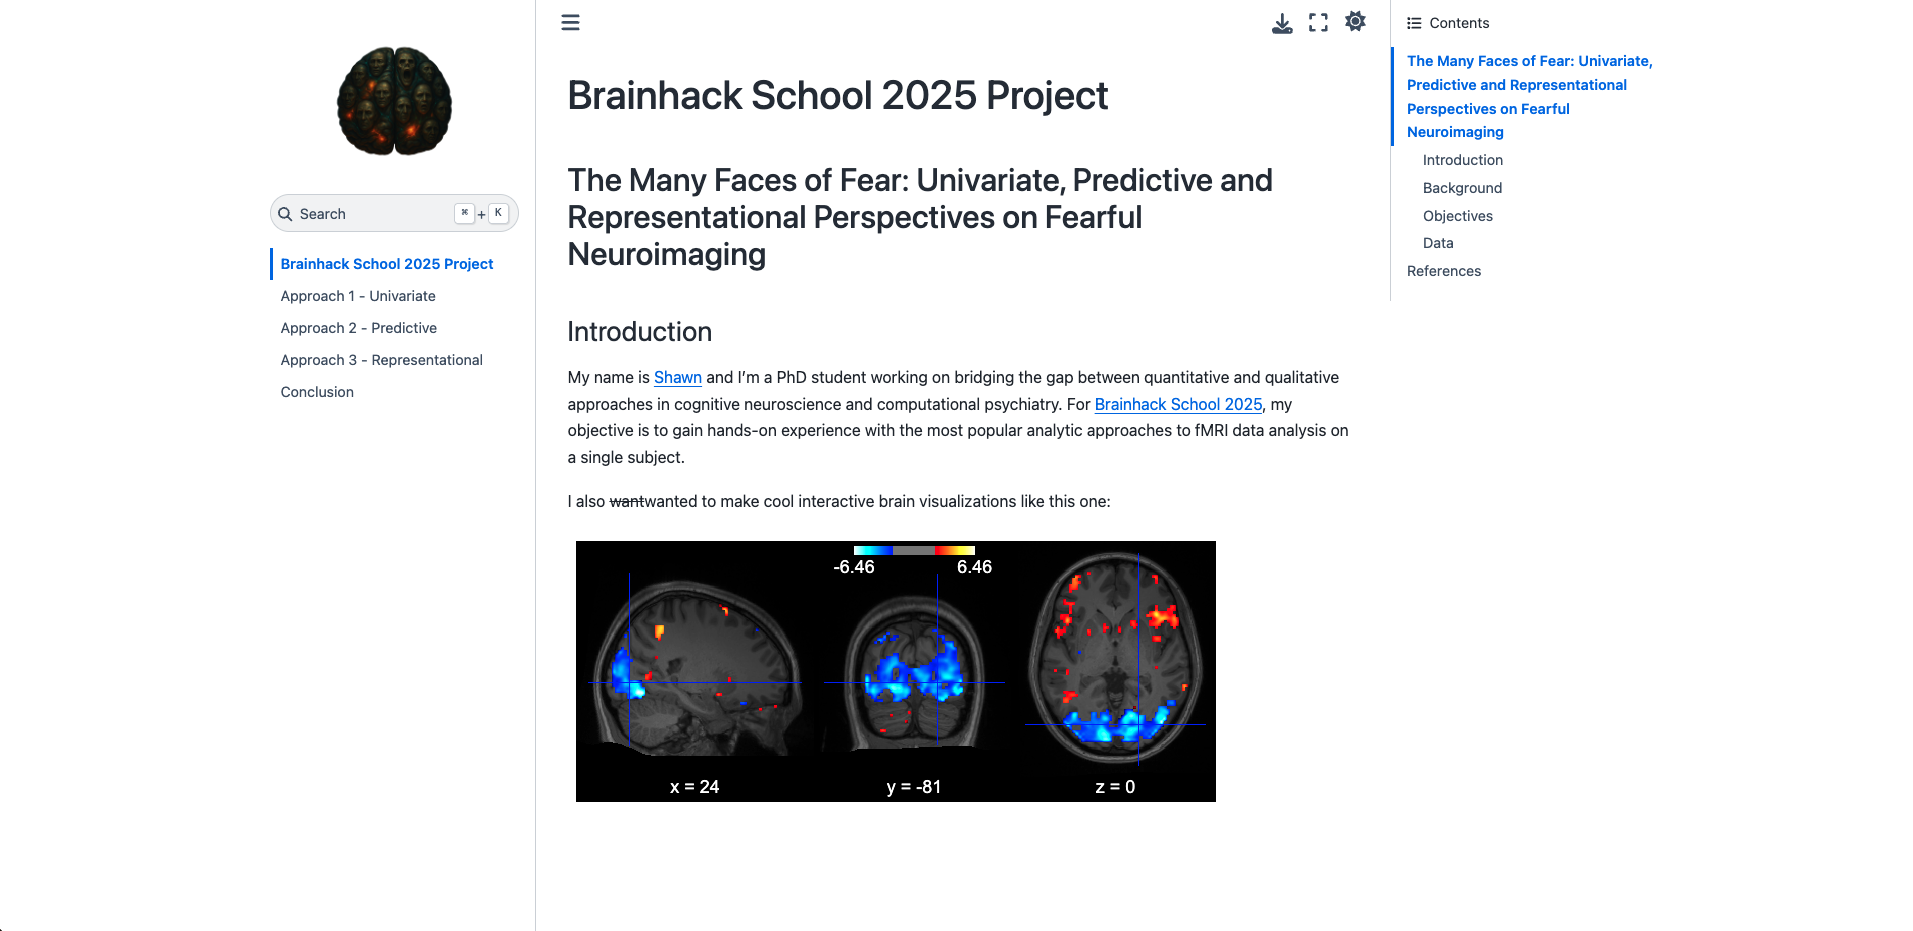 Search
⌘ + K
Brainhack School 2025 Project
Approach 1 - Univariate
Approach 2 - Predictive
Approach 3 - Representational
Conclusion
Brainhack School 2025 Project
The Many Faces of Fear: Univariate, Predictive and
Representational Perspectives on Fearful
Neuroimaging
Introduction
My name is Shawn and I’m a PhD student working on bridging the gap between quantitative and qualitative
approaches in cognitive neuroscience and computational psychiatry. For Brainhack School 2025, my
objective is to gain hands-on experience with the most popular analytic approaches to fMRI data analysis on
a single subject.
I also wantwanted to make cool interactive brain visualizations like this one:
-6.46 6.46
x = 24 y = -81 z = 0
Contents
The Many Faces of Fear: Univariate,
Predictive and Representational
Perspectives on Fearful
Neuroimaging
Introduction
Background
Objectives
Data
References